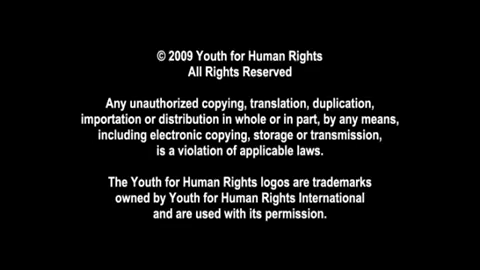 © 2009 Youth for Human Rights
All Rights Reserved
Any unauthorized copying, translation, duplication,
importation or distribution in whole or in part, by any means,
including electronic copying, storage or transmission,
is a violation of applicable laws.
The Youth for Human Rights logos are trademarks
owned by Youth for Human Rights International
and are used with its permission.